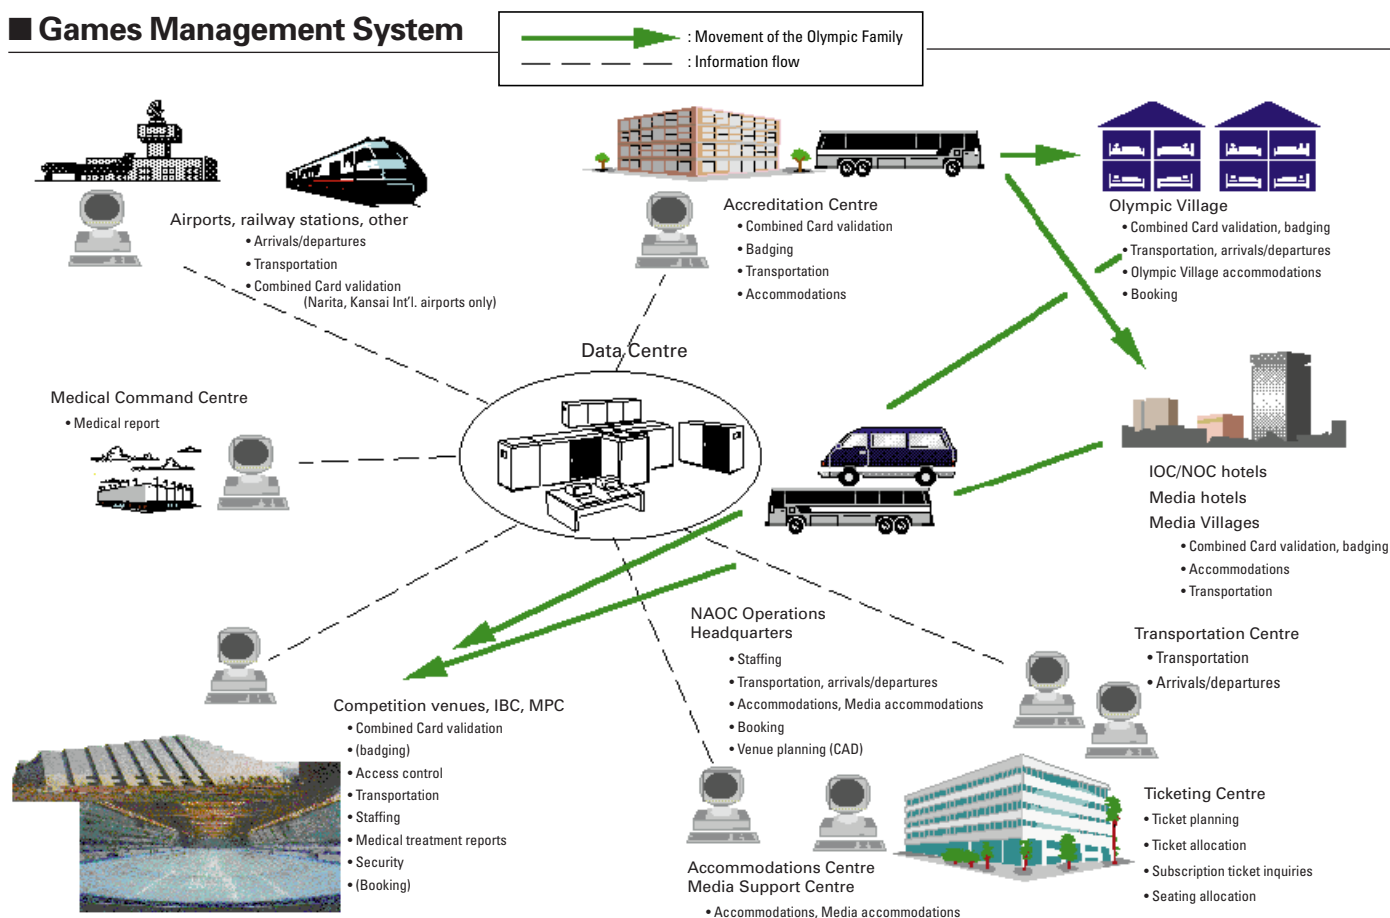 ■ Games Management System
: Movement of the Olympic Family
: Information flow
Airports, railway stations, other
• Arrivals/departures
• Transportation
• Combined Card validation
(Narita, Kansai Int'l. airports only)
Accreditation Centre
• Combined Card validation
• Badging
• Transportation
• Accommodations
Olympic Village
• Combined Card validation, badging
• Transportation, arrivals/departures
• Olympic Village accommodations
• Booking
Data Centre
Medical Command Centre
• Medical report
IOC/NOC hotels
Media hotels
Media Villages
• Combined Card validation, badging
• Accommodations
• Transportation
NAOC Operations
Headquarters
• Staffing
• Transportation, arrivals/departures
• Accommodations, Media accommodations
• Booking
• Venue planning (CAD)
Transportation Centre
• Transportation
• Arrivals/departures
Competition venues, IBC, MPC
• Combined Card validation
• (badging)
• Access control
• Transportation
• Staffing
• Medical treatment reports
• Security
• (Booking)
Accommodations Centre
Media Support Centre
• Accommodations, Media accommodations
Ticketing Centre
• Ticket planning
• Ticket allocation
• Subscription ticket inquiries
• Seating allocation